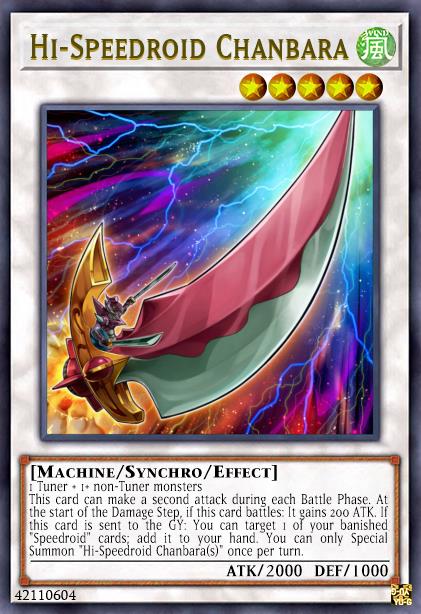 HI-SPEEDROID CHANBARA
WIND
風
[MACHINE/SYNCHRO/EFFECT]
1 Tuner + 1+ non-Tuner monsters
This card can make a second attack during each Battle Phase. At
the start of the Damage Step, if this card battles: It gains 200 ATK. If
this card is sent to the GY: You can target 1 of your banished
"Speedroid" cards; add it to your hand. You can only Special
Summon "Hi-Speedroid Chanbara(s)" once per turn.
ATK/2000 DEF/1000
42110604